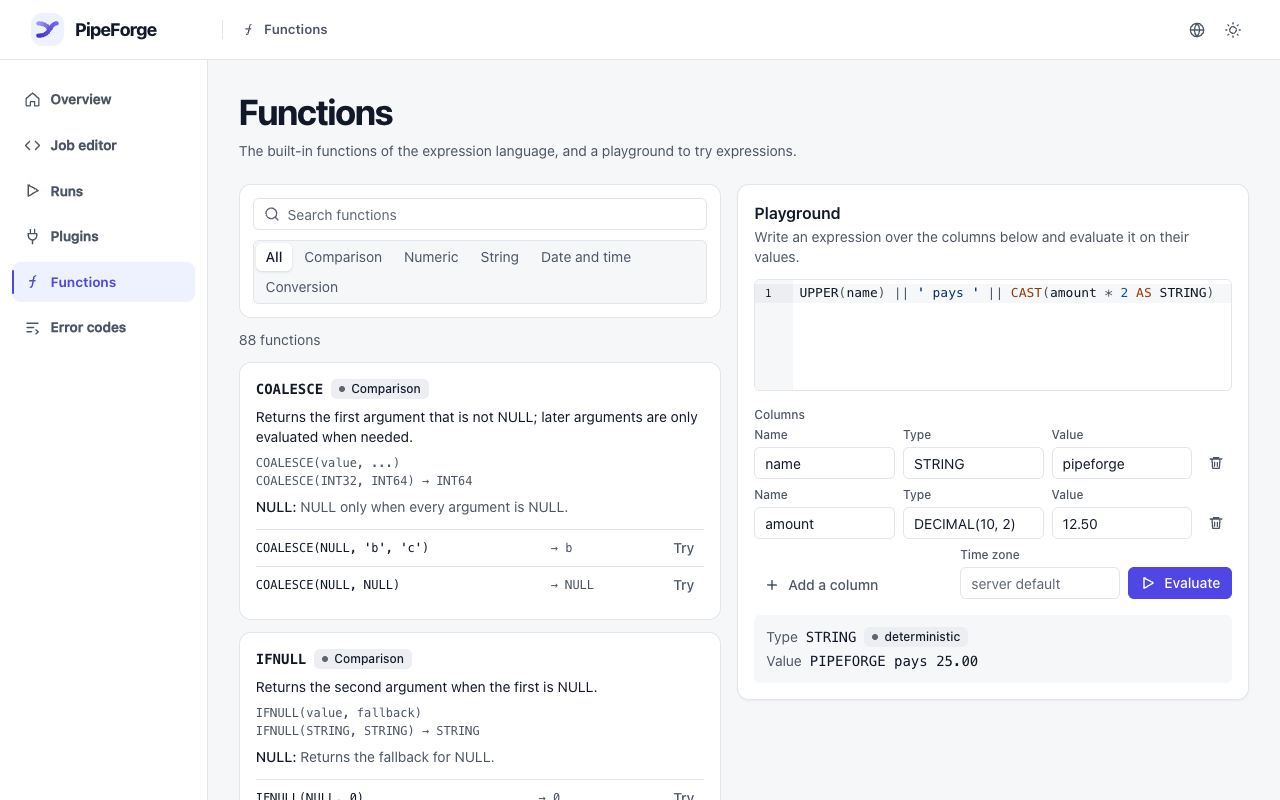 PipeForge
Functions
Overview
Job editor
Runs
Plugins
Functions
Error codes
Functions
The built-in functions of the expression language, and a playground to try expressions.
Search functions
All Comparison Numeric String Date and time
Conversion
88 functions
COALESCE Comparison
Returns the first argument that is not NULL; later arguments are only
evaluated when needed.
COALESCE(value, ...)
COALESCE(INT32, INT64) → INT64
NULL: NULL only when every argument is NULL.
COALESCE(NULL, 'b', 'c') → b Try
COALESCE(NULL, NULL) → NULL Try
IFNULL Comparison
Returns the second argument when the first is NULL.
IFNULL(value, fallback)
IFNULL(STRING, STRING) → STRING
NULL: Returns the fallback for NULL.
IFNULL(NULL, 0) → 0 Try
Playground
Write an expression over the columns below and evaluate it on their
values.
1 UPPER(name) || ' pays ' || CAST(amount * 2 AS STRING)
Columns
Name Type Value
name STRING pipeforge
Name Type Value
amount DECIMAL(10, 2) 12.50
Time zone
Add a column server default Evaluate
Type STRING deterministic
Value PIPEFORGE pays 25.00